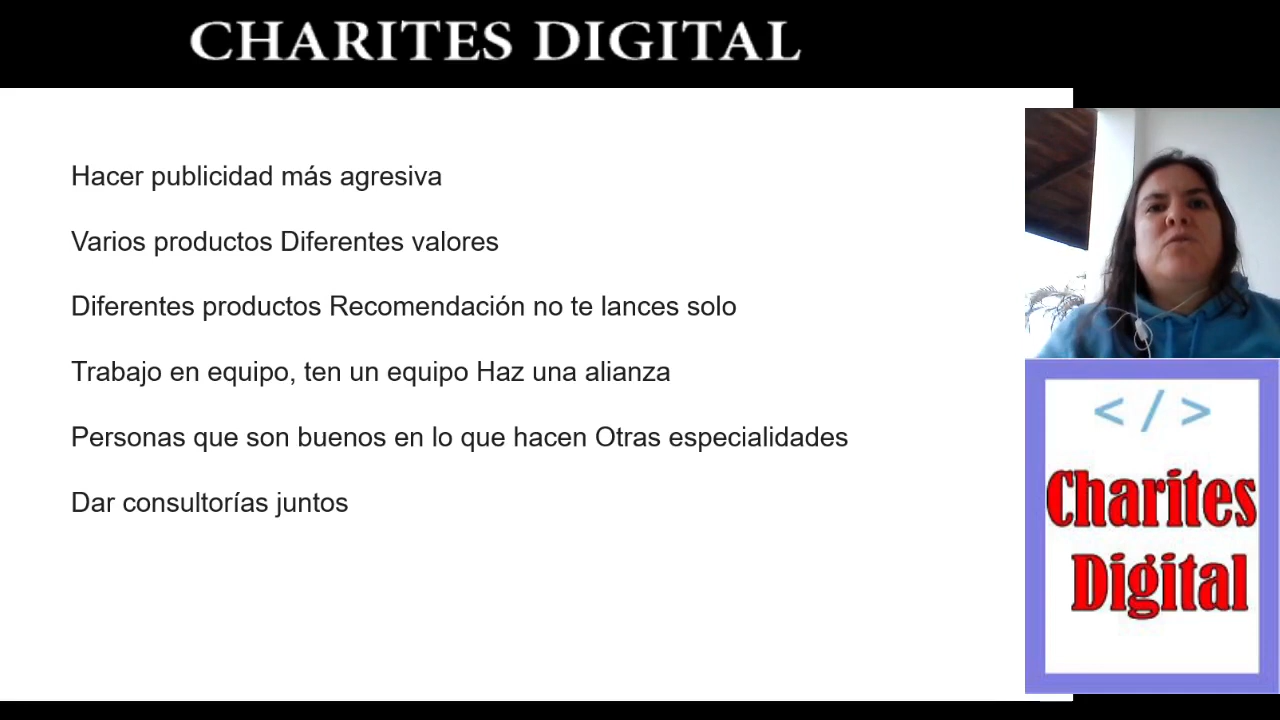 CHARITES DIGITAL
Hacer publicidad más agresiva
Varios productos Diferentes valores
Diferentes productos Recomendación no te lances solo
Trabajo en equipo, ten un equipo Haz una alianza
Personas que son buenos en lo que hacen Otras especialidades
Dar consultorías juntos
</>
Charites
Digital